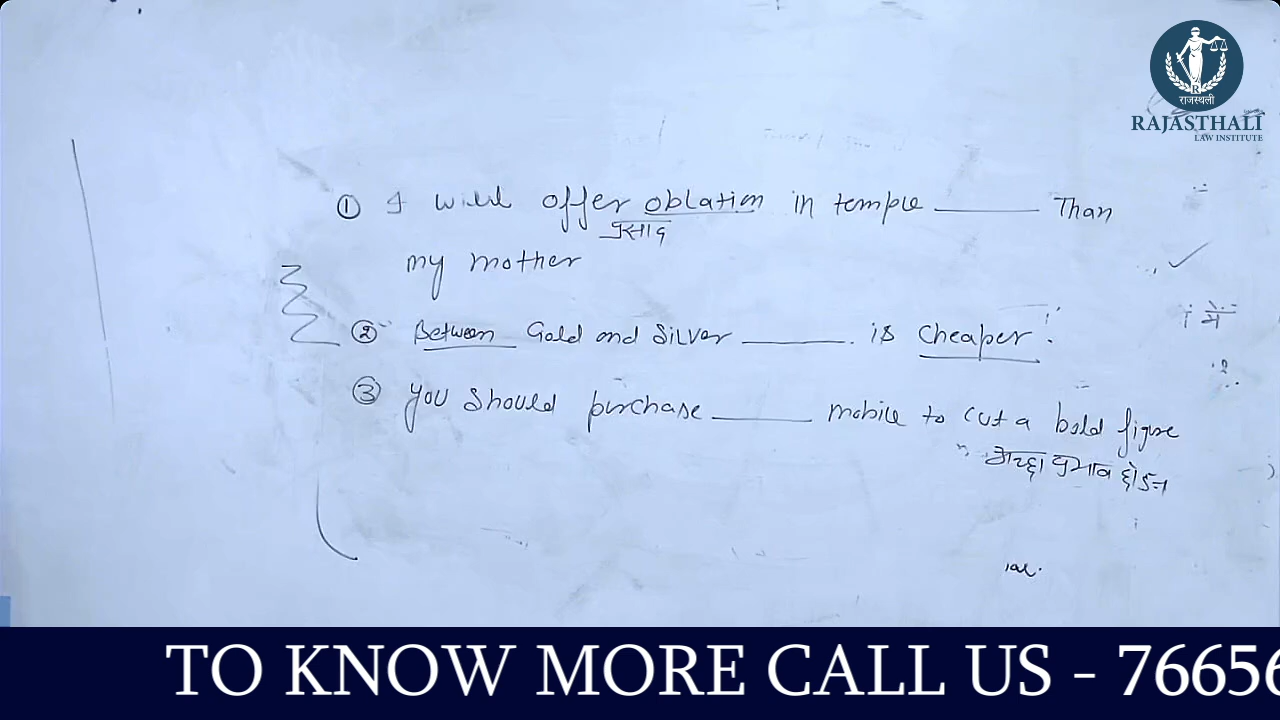 राजस्थली
RAJASTHALI
LAW INSTITUTE
① I will offer oblation in temple ______ Than
प्रसाद
my mother
② Between Gold and Silver ______ is cheaper.
③ you should purchase ______ mobile to cut a bold figure
अच्छा प्रभाव छोड़ना
में
TO KNOW MORE CALL US - 76656